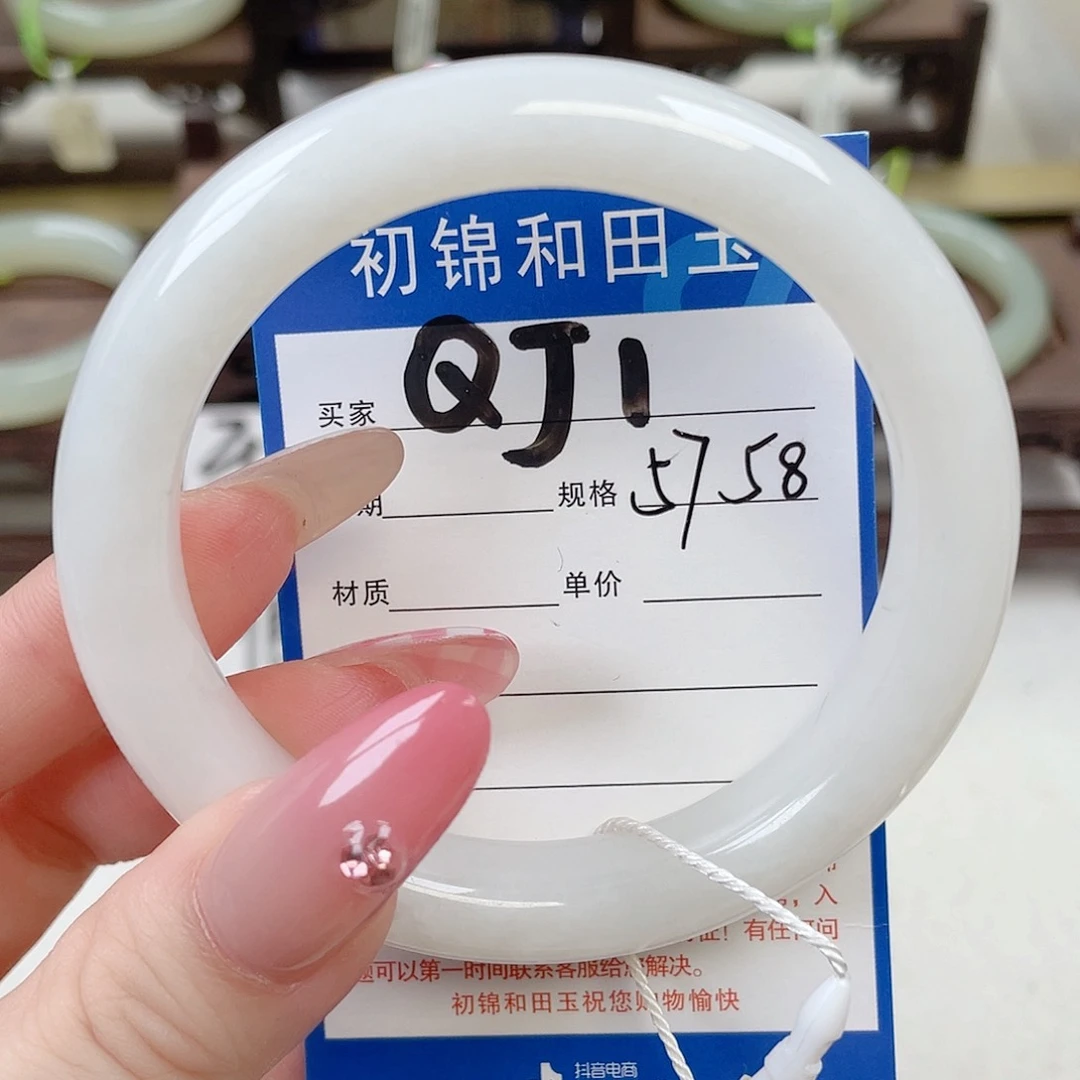 初锦和田玉
买家 QJ1
期 规格 57 58
材质 单价
入
有任何问
题可以第一时间联系客服给您解决。
初锦和田玉祝您购物愉快
抖音电商